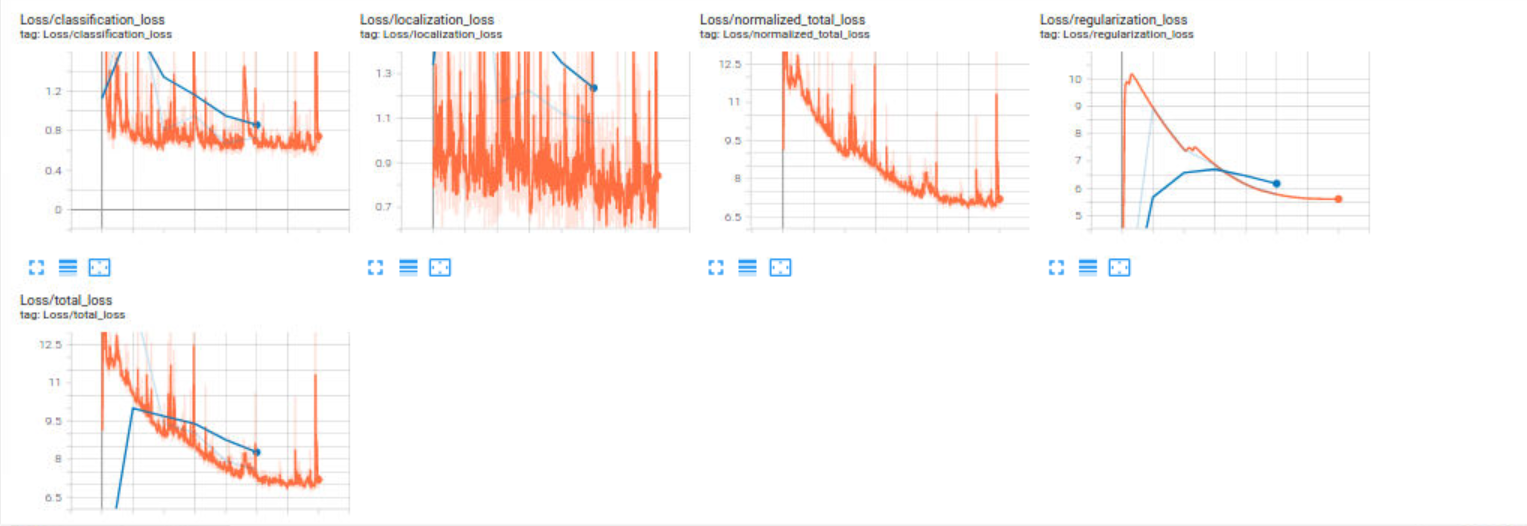 Loss/classification_loss
tag: Loss/classification_loss
1.2
0.8
0.4
0
Loss/localization_loss
tag: Loss/localization_loss
1.3
1.1
0.9
0.7
Loss/normalized_total_loss
tag: Loss/normalized_total_loss
12.5
11
9.5
8
6.5
Loss/regularization_loss
tag: Loss/regularization_loss
10
9
8
7
6
5
Loss/total_loss
tag: Loss/total_loss
12.5
11
9.5
8
6.5